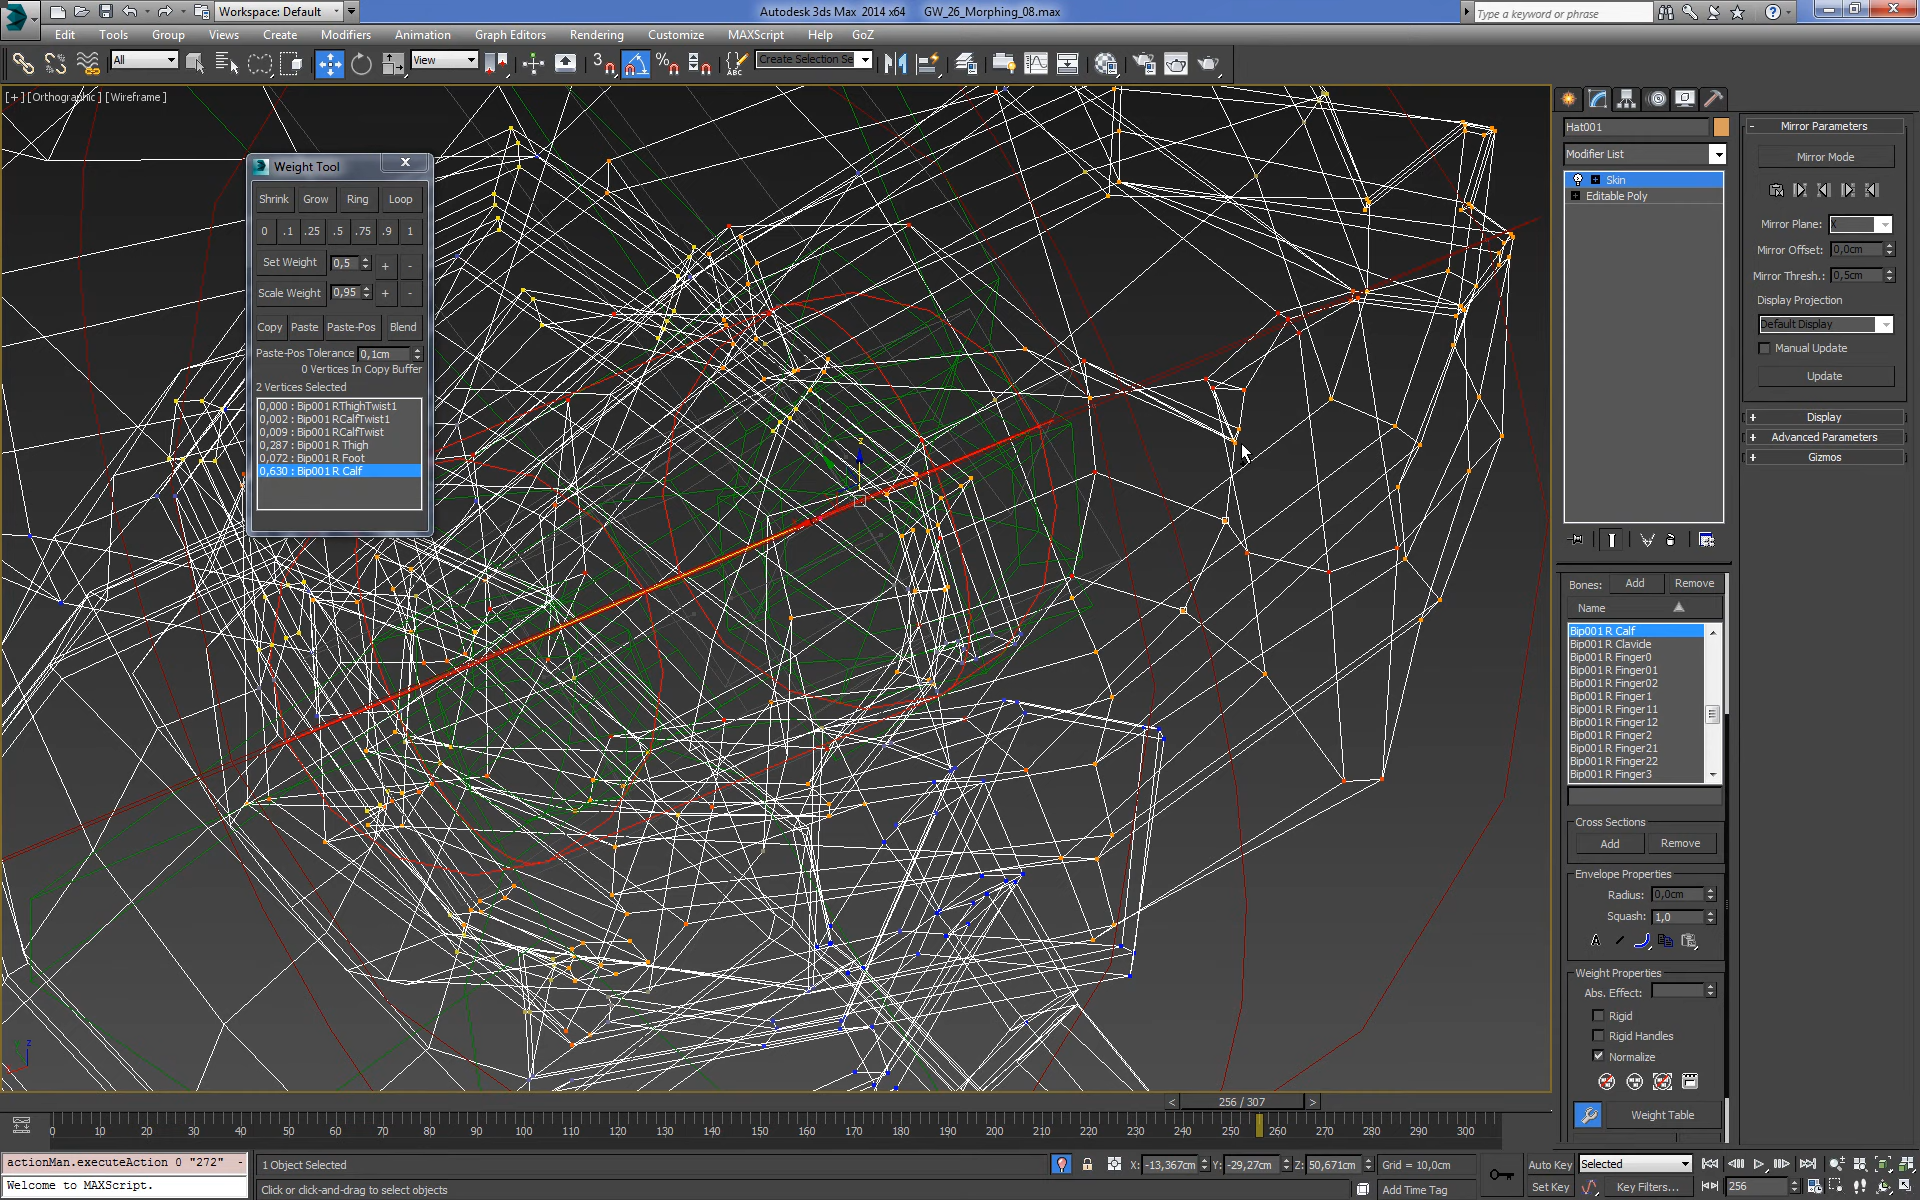 Workspace: Default
Autodesk 3ds Max 2014 x64 GW_26_Morphing_08.max
Type a keyword or phrase
Edit Tools Group Views Create Modifiers Animation Graph Editors Rendering Customize MAXScript Help GoZ
All
View
Create Selection Se
[+] [Orthographic] [Wireframe]
Weight Tool
Shrink Grow Ring Loop
0 .1 .25 .5 .75 .9 1
Set Weight 0,5 + -
Scale Weight 0,95 + -
Copy Paste Paste-Pos Blend
Paste-Pos Tolerance 0,1cm
0 Vertices In Copy Buffer
2 Vertices Selected
0,000 : Bip001 RThighTwist1
0,002 : Bip001 RCalfTwist1
0,009 : Bip001 RCalfTwist
0,287 : Bip001 R Thigh
0,072 : Bip001 R Foot
0,630 : Bip001 R Calf
Hat001
Modifier List
Skin
Editable Poly
Bones: Add Remove
Name
Bip001 R Calf
Bip001 R Clavicle
Bip001 R Finger0
Bip001 R Finger01
Bip001 R Finger02
Bip001 R Finger1
Bip001 R Finger11
Bip001 R Finger12
Bip001 R Finger2
Bip001 R Finger21
Bip001 R Finger22
Bip001 R Finger3
Cross Sections
Add Remove
Envelope Properties
Radius: 0,0cm
Squash: 1,0
Weight Properties
Abs. Effect:
Rigid
Rigid Handles
Normalize
Weight Table
Mirror Parameters
Mirror Mode
Mirror Plane: X
Mirror Offset: 0,0cm
Mirror Thresh.: 0,5cm
Display Projection
Default Display
Manual Update
Update
+ Display
+ Advanced Parameters
+ Gizmos
< 256 / 307 >
0 10 20 30 40 50 60 70 80 90 100 110 120 130 140 150 160 170 180 190 200 210 220 230 240 250 260 270 280 290 300
actionMan.executeAction 0 "272" -
Welcome to MAXScript.
1 Object Selected
Click or click-and-drag to select objects
X: -13,367cm Y: -29,27cm Z: 50,671cm Grid = 10,0cm
Add Time Tag
Auto Key Selected
Set Key Key Filters... 256